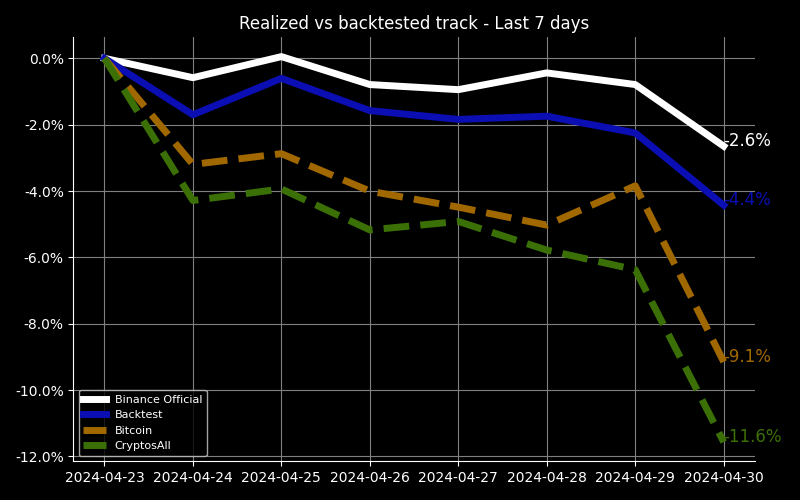 Realized vs backtested track - Last 7 days
0.0%
-2.0%
-4.0%
-6.0%
-8.0%
-10.0%
-12.0%
-2.6%
-4.4%
-9.1%
-11.6%
Binance Official
Backtest
Bitcoin
CryptosAll
2024-04-23 2024-04-24 2024-04-25 2024-04-26 2024-04-27 2024-04-28 2024-04-29 2024-04-30